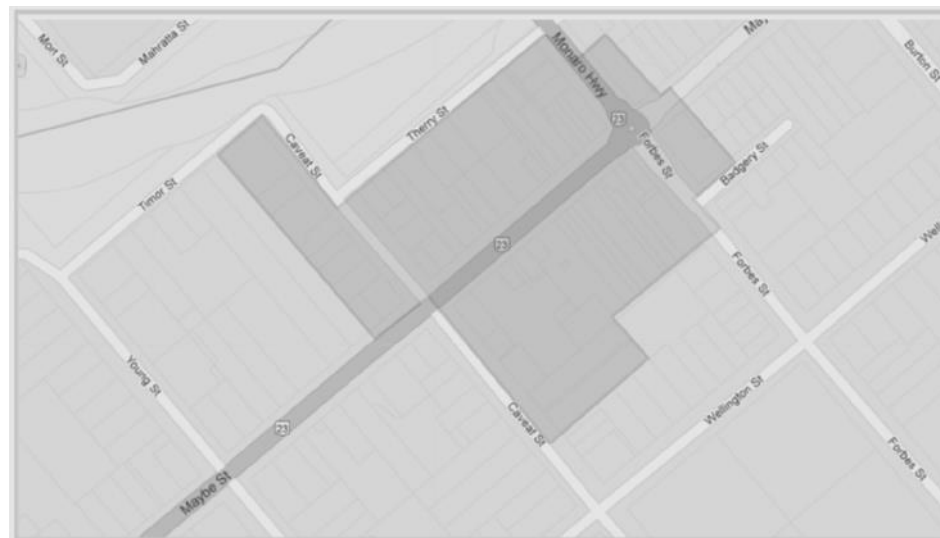 Mort St
Mahratta St
Monaro Hwy
May
Burton St
Therry St
23
Caveat St
Forbes St
Badgery St
Timor St
23
Well
Forbes St
Young St
Wellington St
23
Caveat St
Forbes St
Maybe St